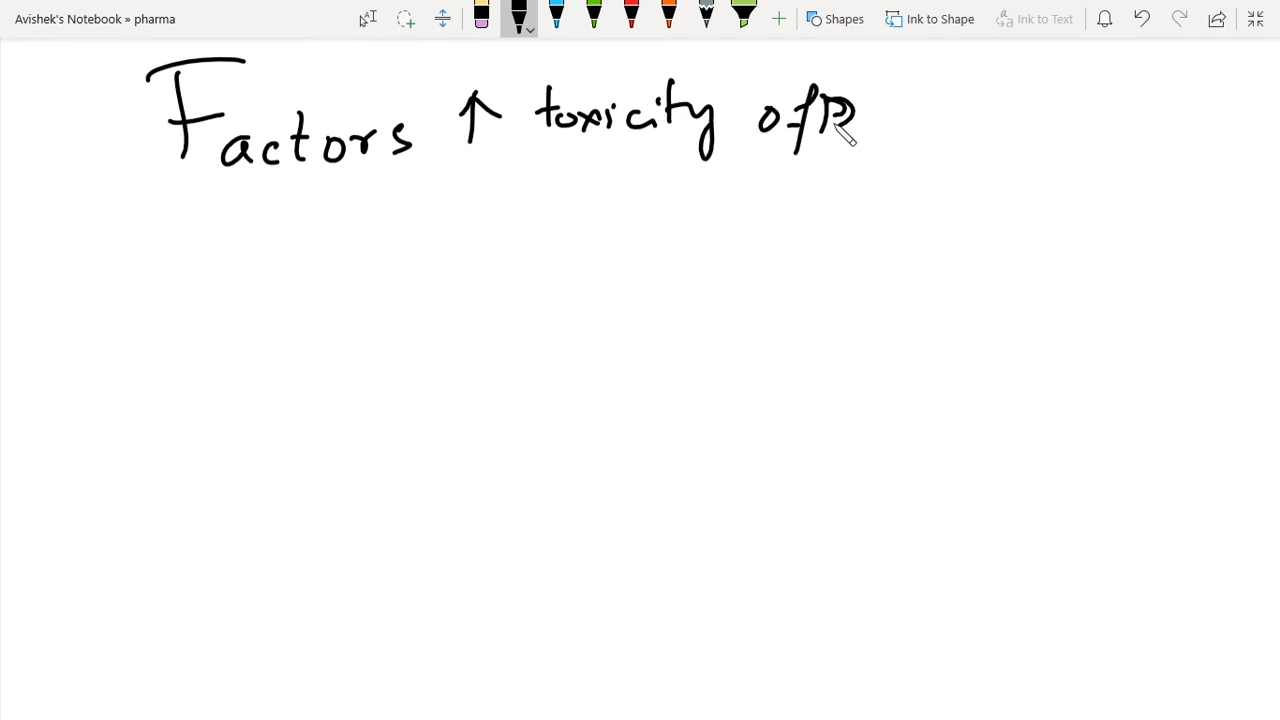 Avishek's Notebook » pharma
Shapes
Ink to Shape
Ink to Text
Factors ↑ toxicity of